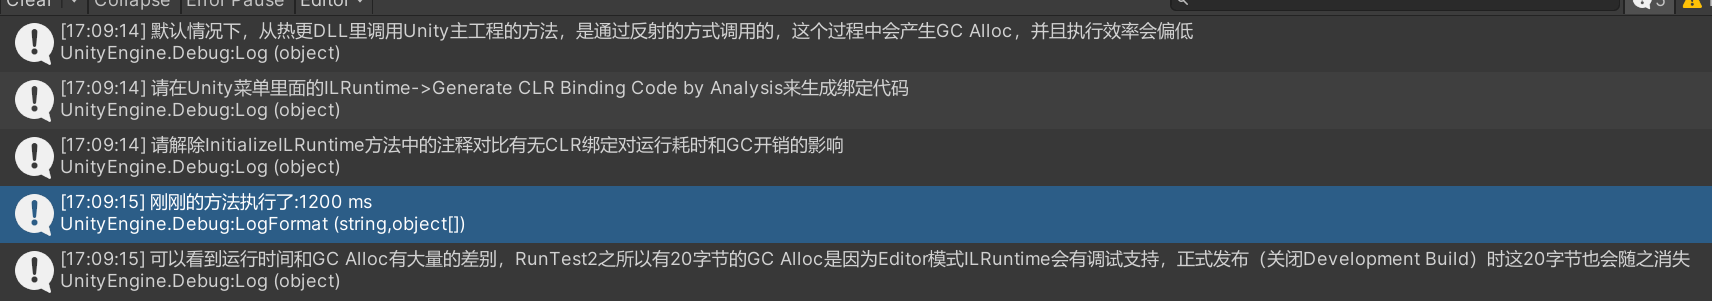 Clear Collapse Error Pause Editor 5
[17:09:14] 默认情况下，从热更DLL里调用Unity主工程的方法，是通过反射的方式调用的，这个过程中会产生GC Alloc，并且执行效率会偏低
UnityEngine.Debug:Log (object)
[17:09:14] 请在Unity菜单里面的ILRuntime->Generate CLR Binding Code by Analysis来生成绑定代码
UnityEngine.Debug:Log (object)
[17:09:14] 请解除InitializeILRuntime方法中的注释对比有无CLR绑定对运行耗时和GC开销的影响
UnityEngine.Debug:Log (object)
[17:09:15] 刚刚的方法执行了:1200 ms
UnityEngine.Debug:LogFormat (string,object[])
[17:09:15] 可以看到运行时间和GC Alloc有大量的差别，RunTest2之所以有20字节的GC Alloc是因为Editor模式ILRuntime会有调试支持，正式发布（关闭Development Build）时这20字节也会随之消失
UnityEngine.Debug:Log (object)